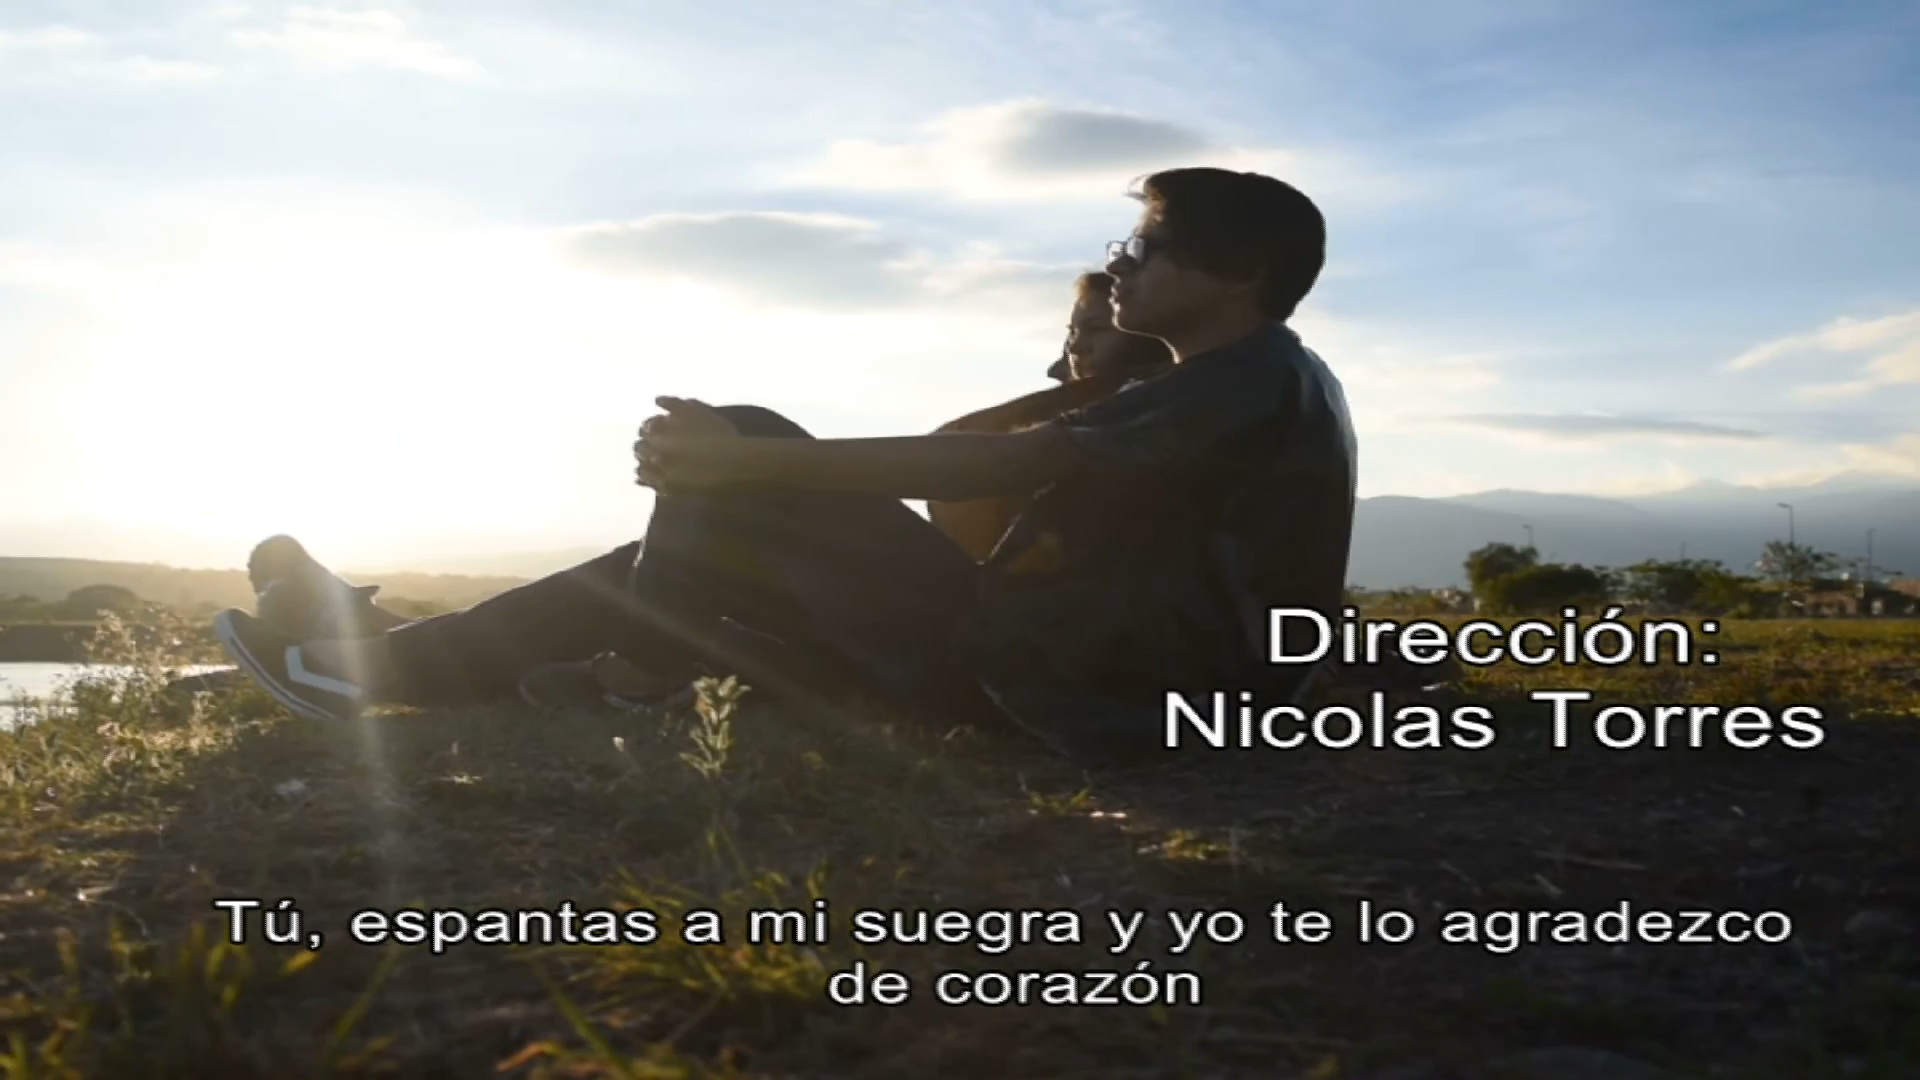 Dirección:
Nicolas Torres
Tú, espantas a mi suegra y yo te lo agradezco
de corazón